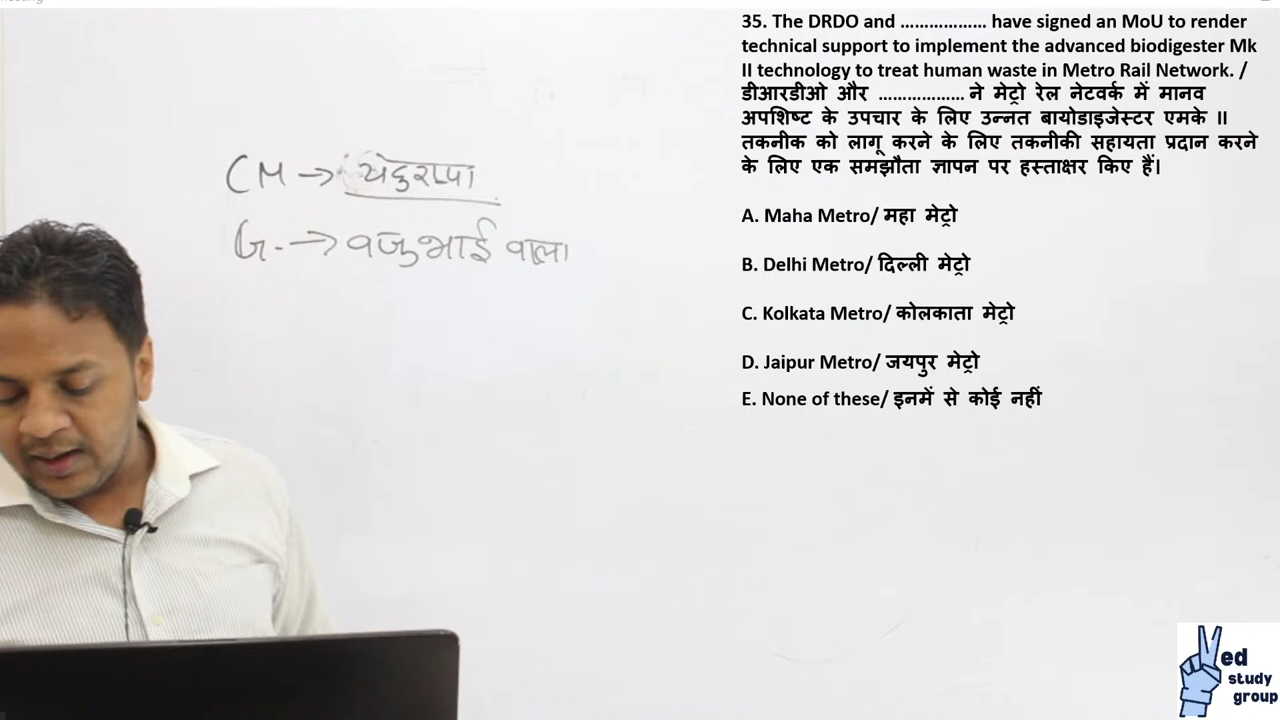 35. The DRDO and .................. have signed an MoU to render
technical support to implement the advanced biodigester Mk
II technology to treat human waste in Metro Rail Network. /
डीआरडीओ और .................. ने मेट्रो रेल नेटवर्क में मानव
अपशिष्ट के उपचार के लिए उन्नत बायोडाइजेस्टर एमके II
तकनीक को लागू करने के लिए तकनीकी सहायता प्रदान करने
के लिए एक समझौता ज्ञापन पर हस्ताक्षर किए हैं।
A. Maha Metro/ महा मेट्रो
B. Delhi Metro/ दिल्ली मेट्रो
C. Kolkata Metro/ कोलकाता मेट्रो
D. Jaipur Metro/ जयपुर मेट्रो
E. None of these/ इनमें से कोई नहीं
CM →
G. → वजुभाई वाला
Ved
study
group